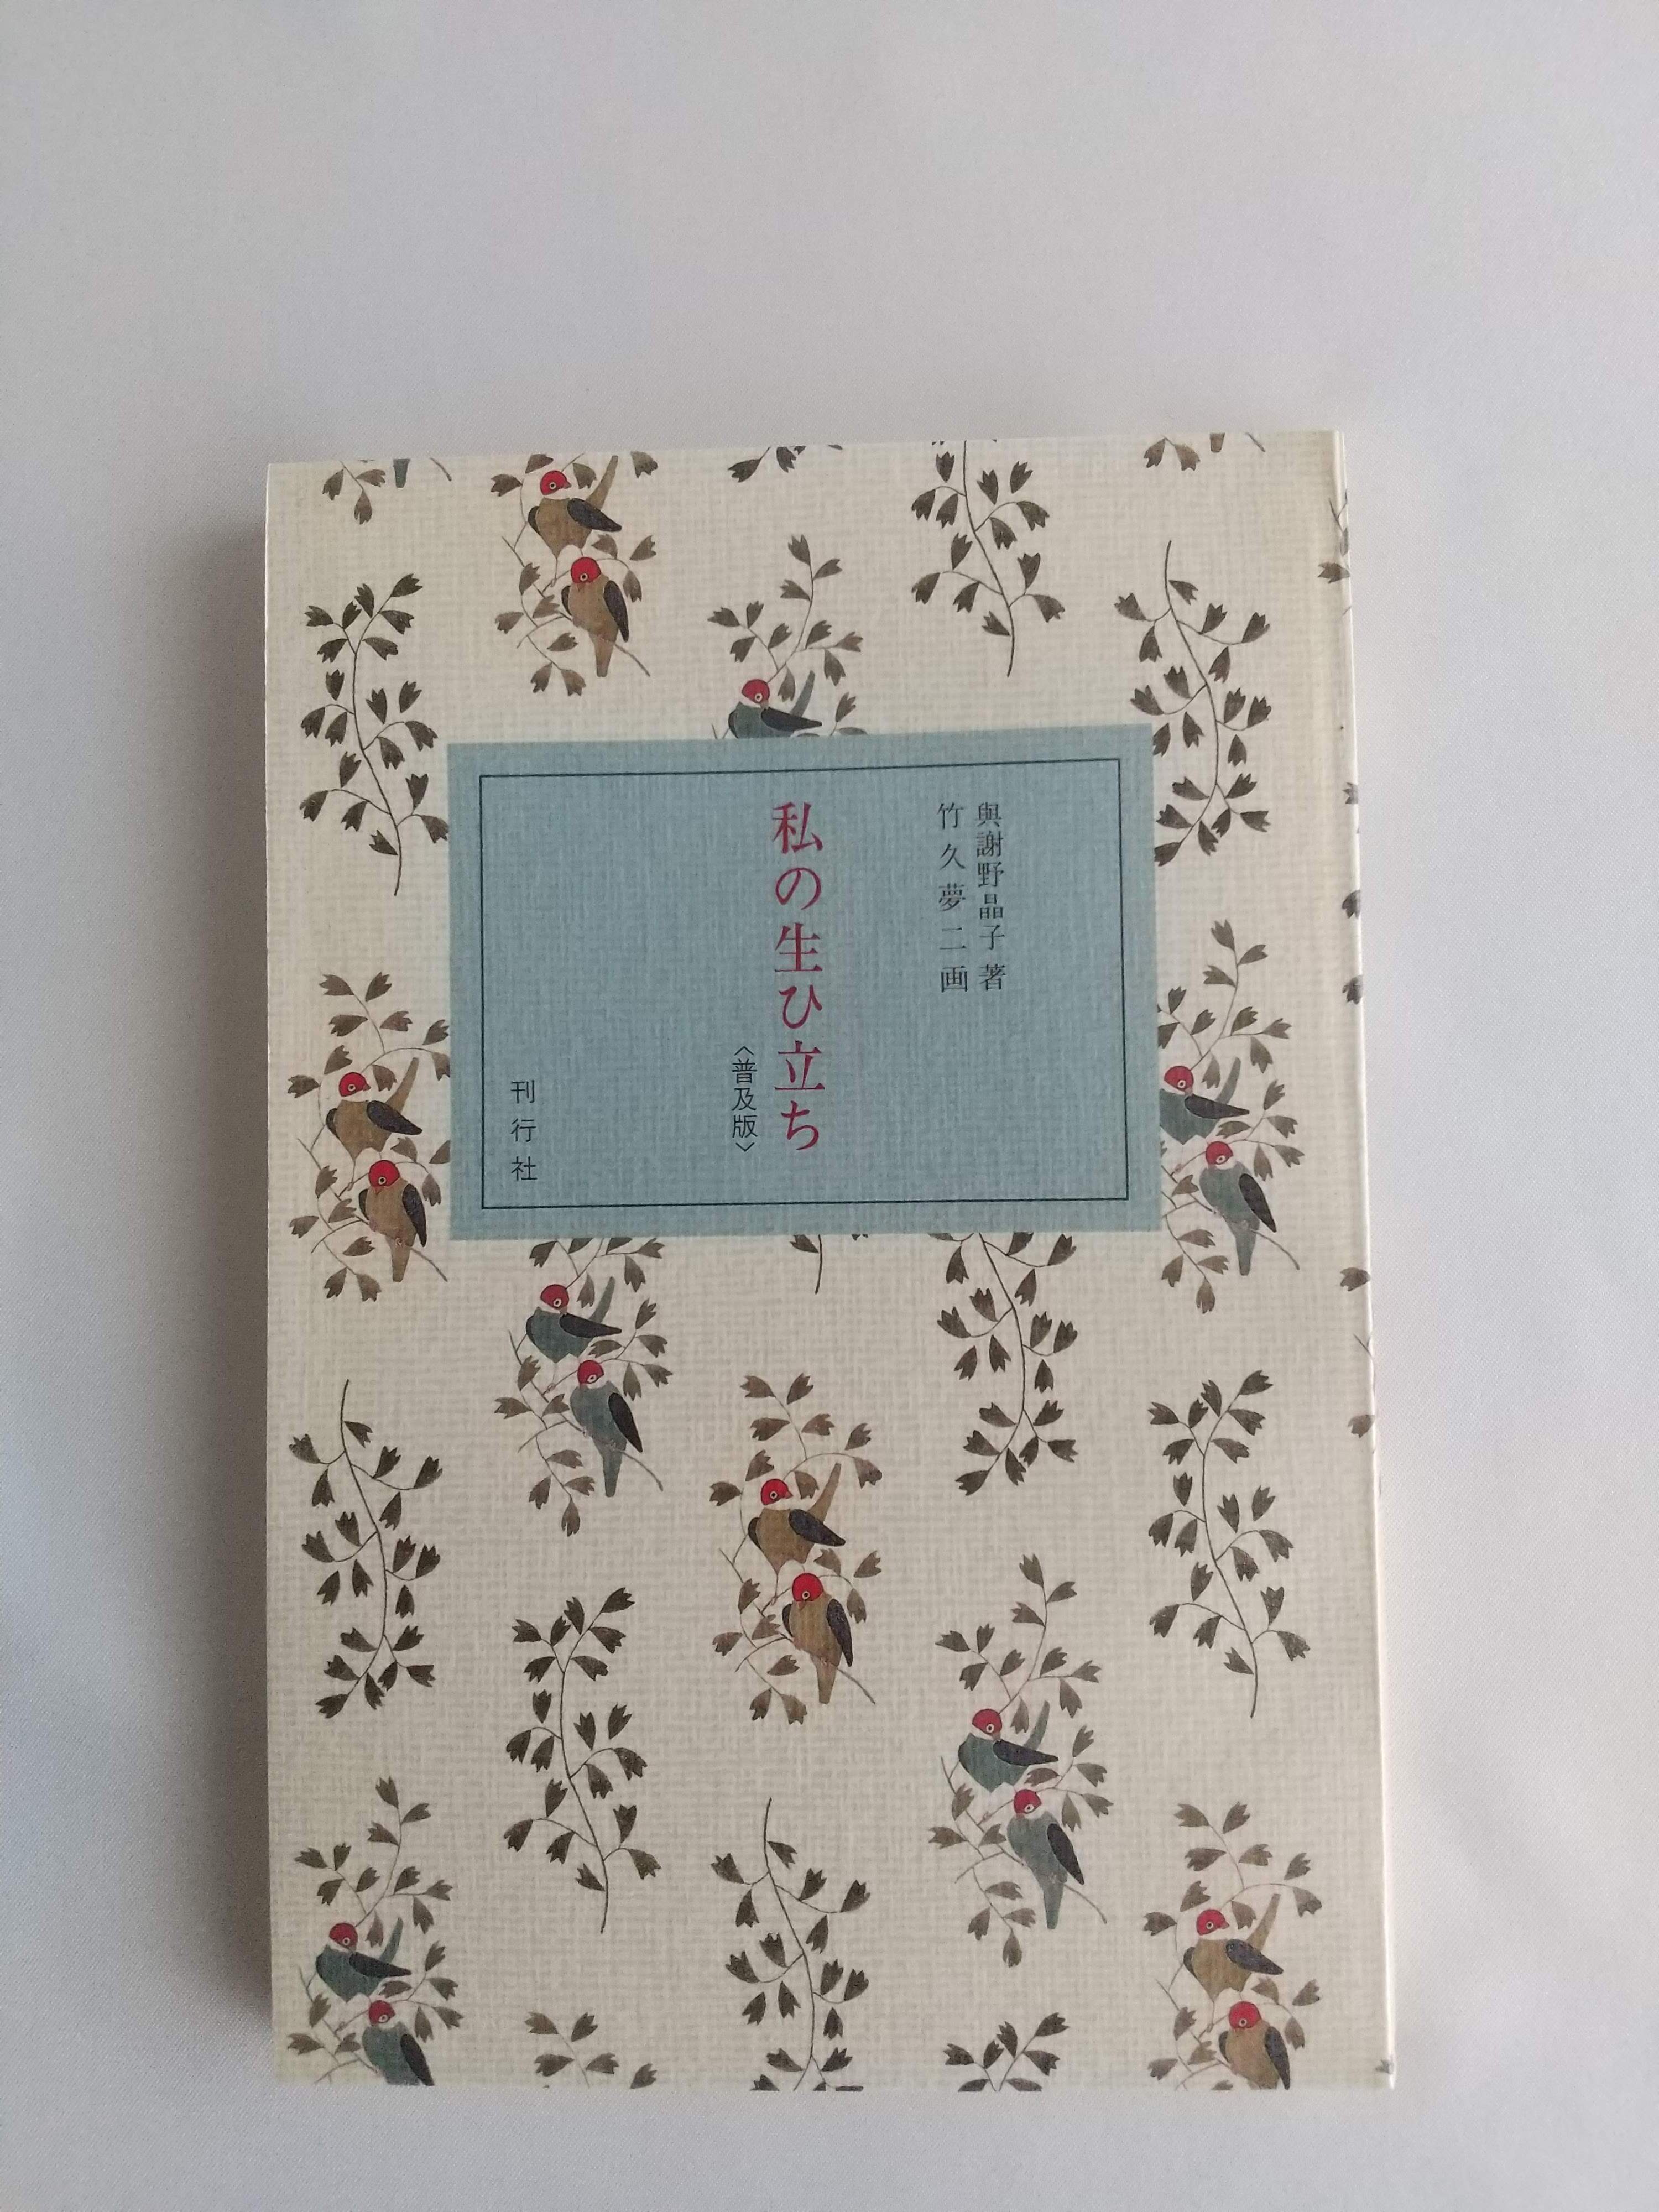 與謝野晶子 著
竹久夢二 画
私の生ひ立ち
〈普及版〉
刊行社